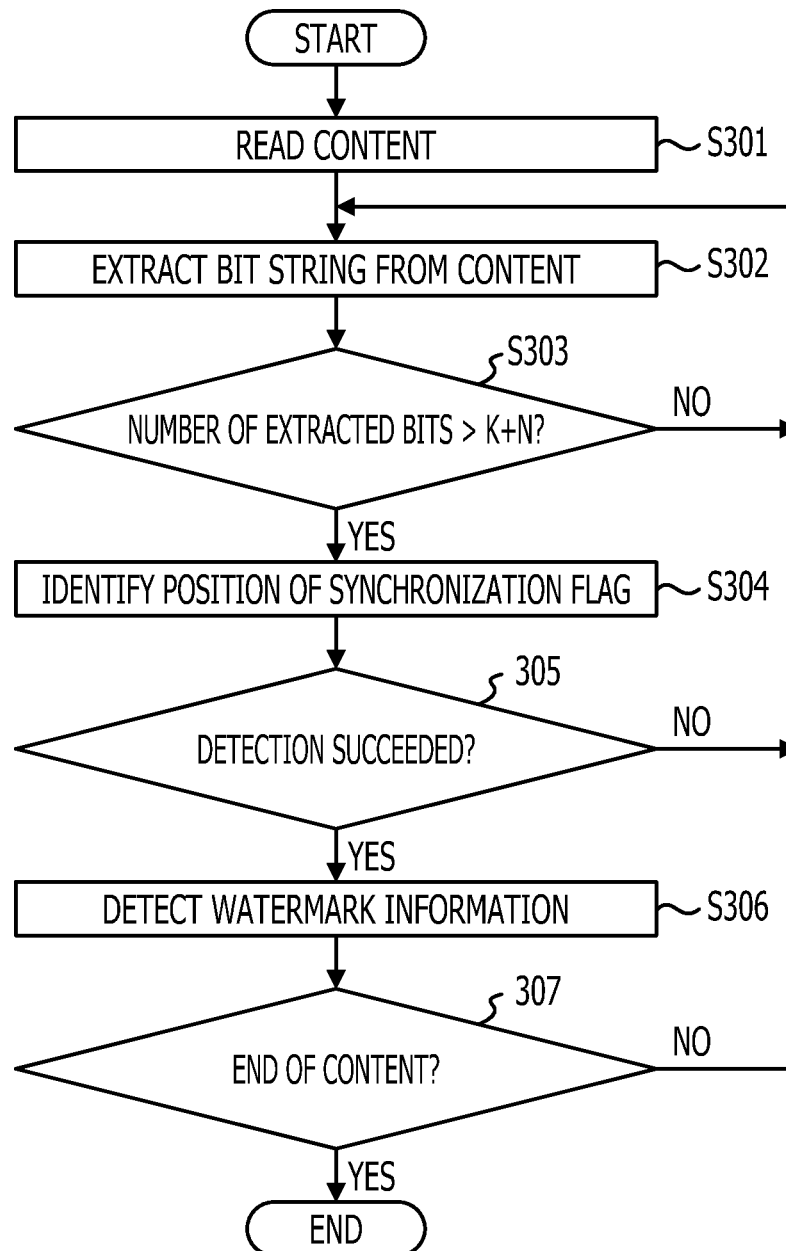 START
READ CONTENT
S301
EXTRACT BIT STRING FROM CONTENT
S302
S303
NUMBER OF EXTRACTED BITS > K+N?
NO
YES
IDENTIFY POSITION OF SYNCHRONIZATION FLAG
S304
305
DETECTION SUCCEEDED?
NO
YES
DETECT WATERMARK INFORMATION
S306
307
END OF CONTENT?
NO
YES
END